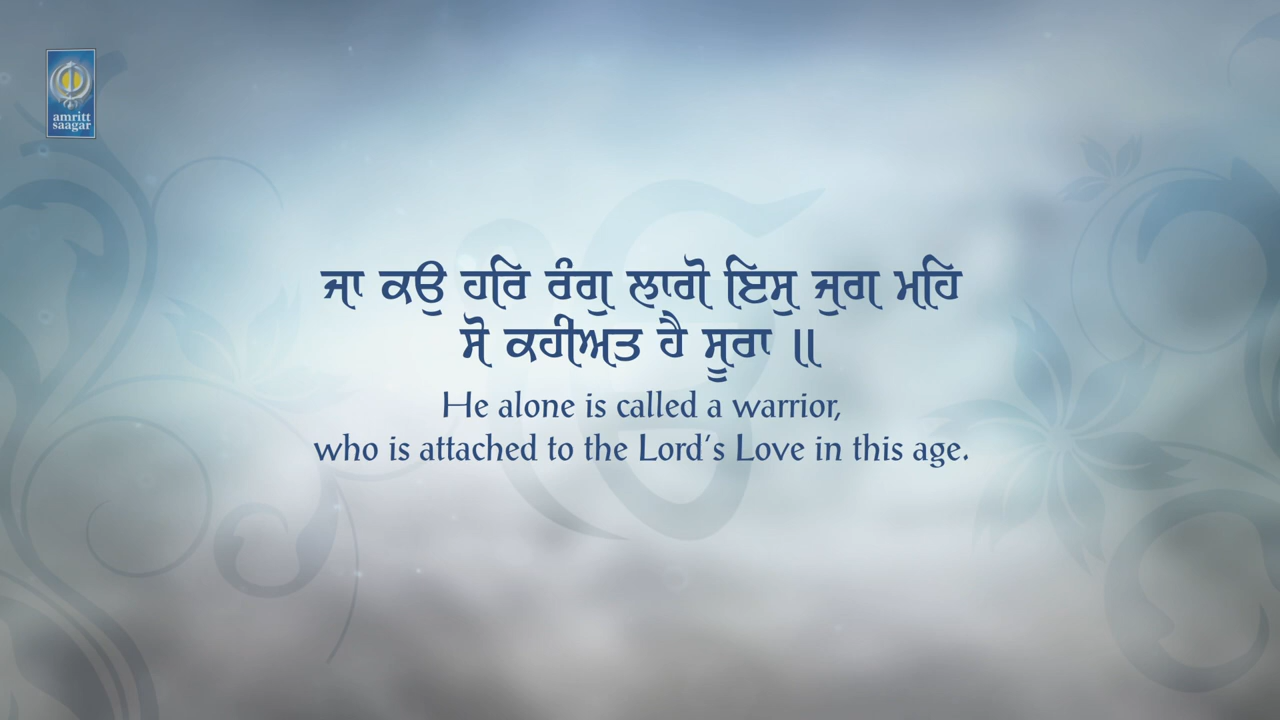 amritt
saagar
ਜਾ ਕਉ ਹਰਿ ਰੰਗੁ ਲਾਗੋ ਇਸੁ ਜੁਗ ਮਹਿ
ਸੋ ਕਹੀਅਤ ਹੈ ਸੂਰਾ ॥
He alone is called a warrior,
who is attached to the Lord's Love in this age.